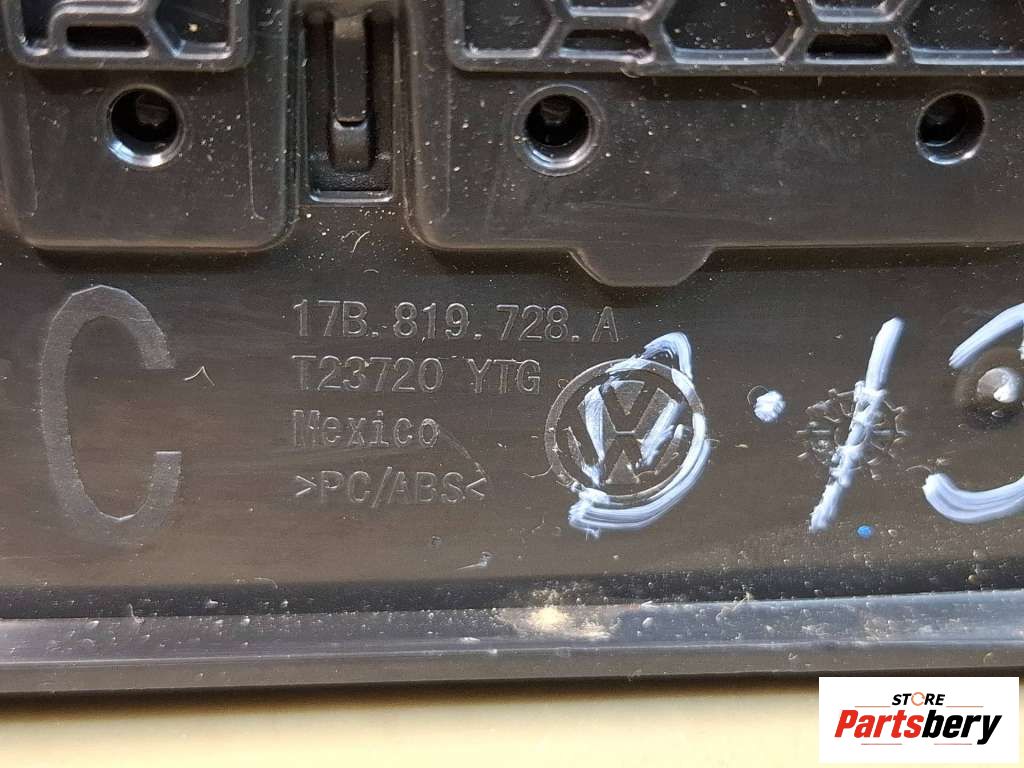 C
17B. 819. 728. A
T23720 YTG
Mexico
>PC/ABS<
STORE
Partsbery